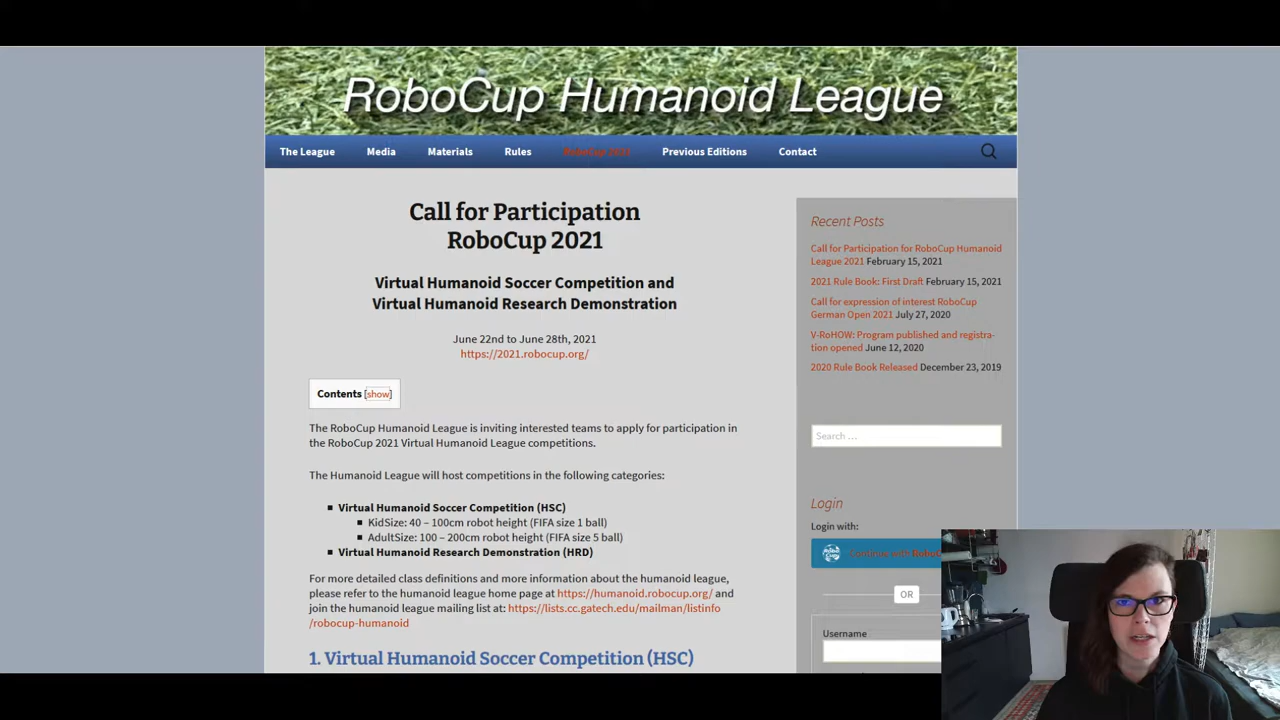 RoboCup Humanoid League
The League Media Materials Rules RoboCup 2021 Previous Editions Contact
Call for Participation
RoboCup 2021
Virtual Humanoid Soccer Competition and
Virtual Humanoid Research Demonstration
June 22nd to June 28th, 2021
https://2021.robocup.org/
Contents [show]
The RoboCup Humanoid League is inviting interested teams to apply for participation in
the RoboCup 2021 Virtual Humanoid League competitions.
The Humanoid League will host competitions in the following categories:
Virtual Humanoid Soccer Competition (HSC)
KidSize: 40 – 100cm robot height (FIFA size 1 ball)
AdultSize: 100 – 200cm robot height (FIFA size 5 ball)
Virtual Humanoid Research Demonstration (HRD)
For more detailed class definitions and more information about the humanoid league,
please refer to the humanoid league home page at https://humanoid.robocup.org/ and
join the humanoid league mailing list at: https://lists.cc.gatech.edu/mailman/listinfo
/robocup-humanoid
1. Virtual Humanoid Soccer Competition (HSC)
Recent Posts
Call for Participation for RoboCup Humanoid
League 2021 February 15, 2021
2021 Rule Book: First Draft February 15, 2021
Call for expression of interest RoboCup
German Open 2021 July 27, 2020
V-RoHOW: Program published and registra-
tion opened June 12, 2020
2020 Rule Book Released December 23, 2019
Search …
Login
Login with:
Continue with RoboC
OR
Username